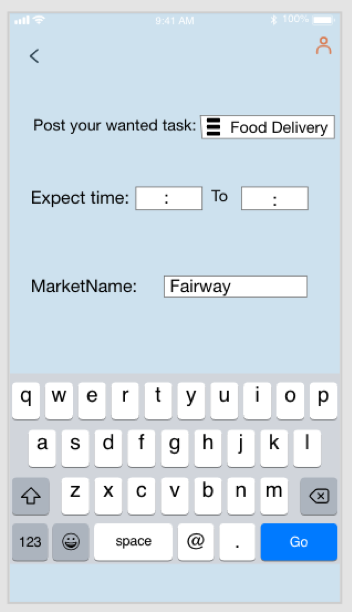 9:41 AM 100%
Post your wanted task: Food Delivery
Expect time: : To :
MarketName: Fairway
q w e r t y u i o p
a s d f g h j k l
z x c v b n m
123 space @ . Go